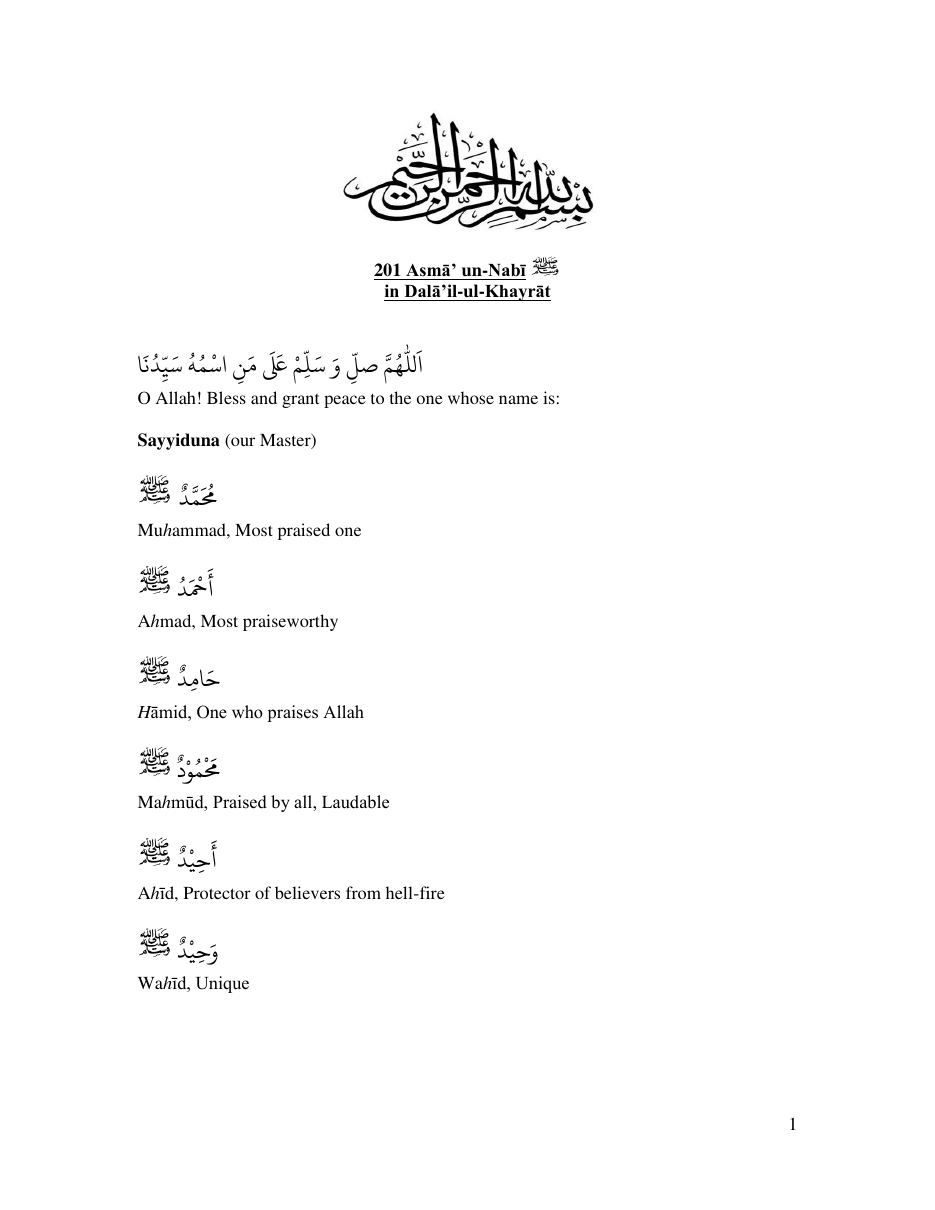 بسم الله الرحمن الرحيم
201 Asmā’ un-Nabī ﷺ
in Dalā’il-ul-Khayrāt
اَللّٰهُمَّ صلِّ وَ سَلِّمْ عَلَى مَنِ اسْمُهُ سَيِّدُنَا
O Allah! Bless and grant peace to the one whose name is:
Sayyiduna (our Master)
مُحَمَّدٌ ﷺ
Muhammad, Most praised one
أَحْمَدُ ﷺ
Ahmad, Most praiseworthy
حَامِدٌ ﷺ
Hāmid, One who praises Allah
مَحْمُوْدٌ ﷺ
Mahmūd, Praised by all, Laudable
أَحِيْدٌ ﷺ
Ahīd, Protector of believers from hell-fire
وَحِيْدٌ ﷺ
Wahīd, Unique
1